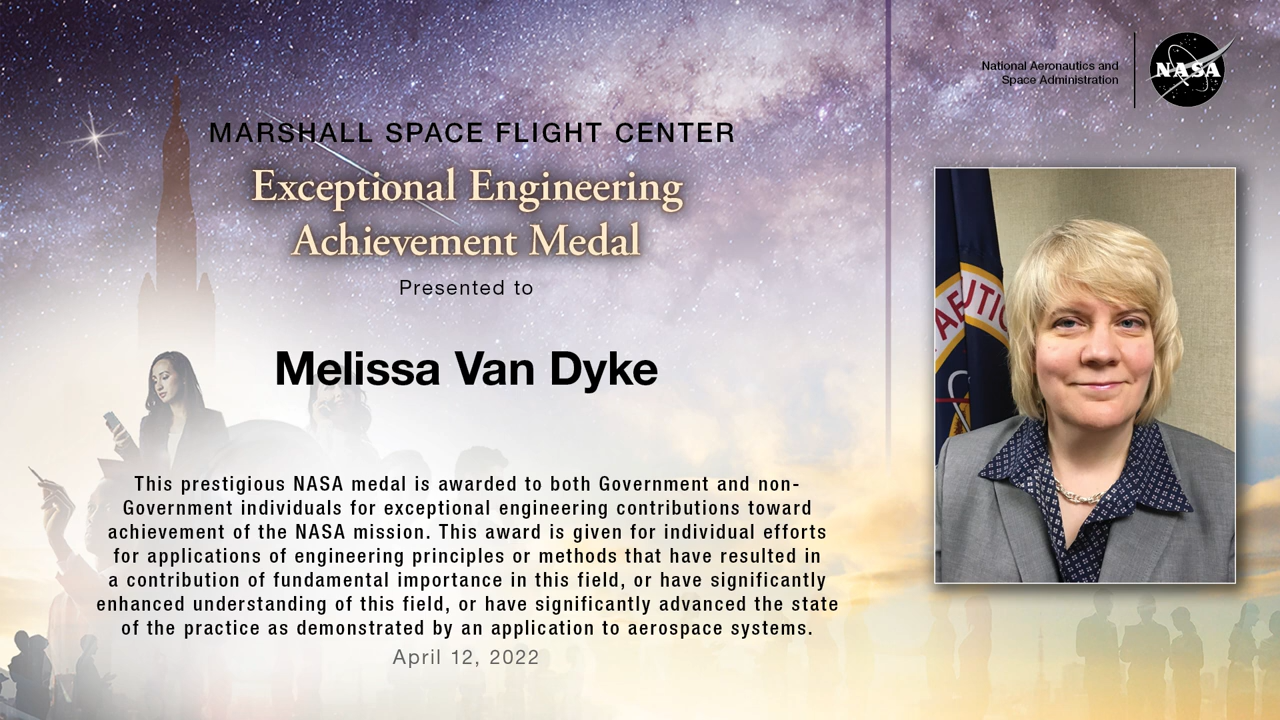 National Aeronautics and
Space Administration
NASA
MARSHALL SPACE FLIGHT CENTER
Exceptional Engineering
Achievement Medal
Presented to
Melissa Van Dyke
This prestigious NASA medal is awarded to both Government and non-
Government individuals for exceptional engineering contributions toward
achievement of the NASA mission. This award is given for individual efforts
for applications of engineering principles or methods that have resulted in
a contribution of fundamental importance in this field, or have significantly
enhanced understanding of this field, or have significantly advanced the state
of the practice as demonstrated by an application to aerospace systems.
April 12, 2022